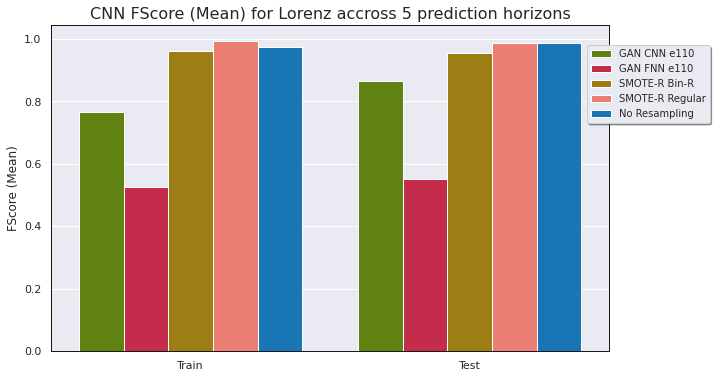 CNN FScore (Mean) for Lorenz accross 5 prediction horizons
1.0
0.8
0.6
0.4
0.2
0.0
FScore (Mean)
Train
Test
GAN CNN e110
GAN FNN e110
SMOTE-R Bin-R
SMOTE-R Regular
No Resampling